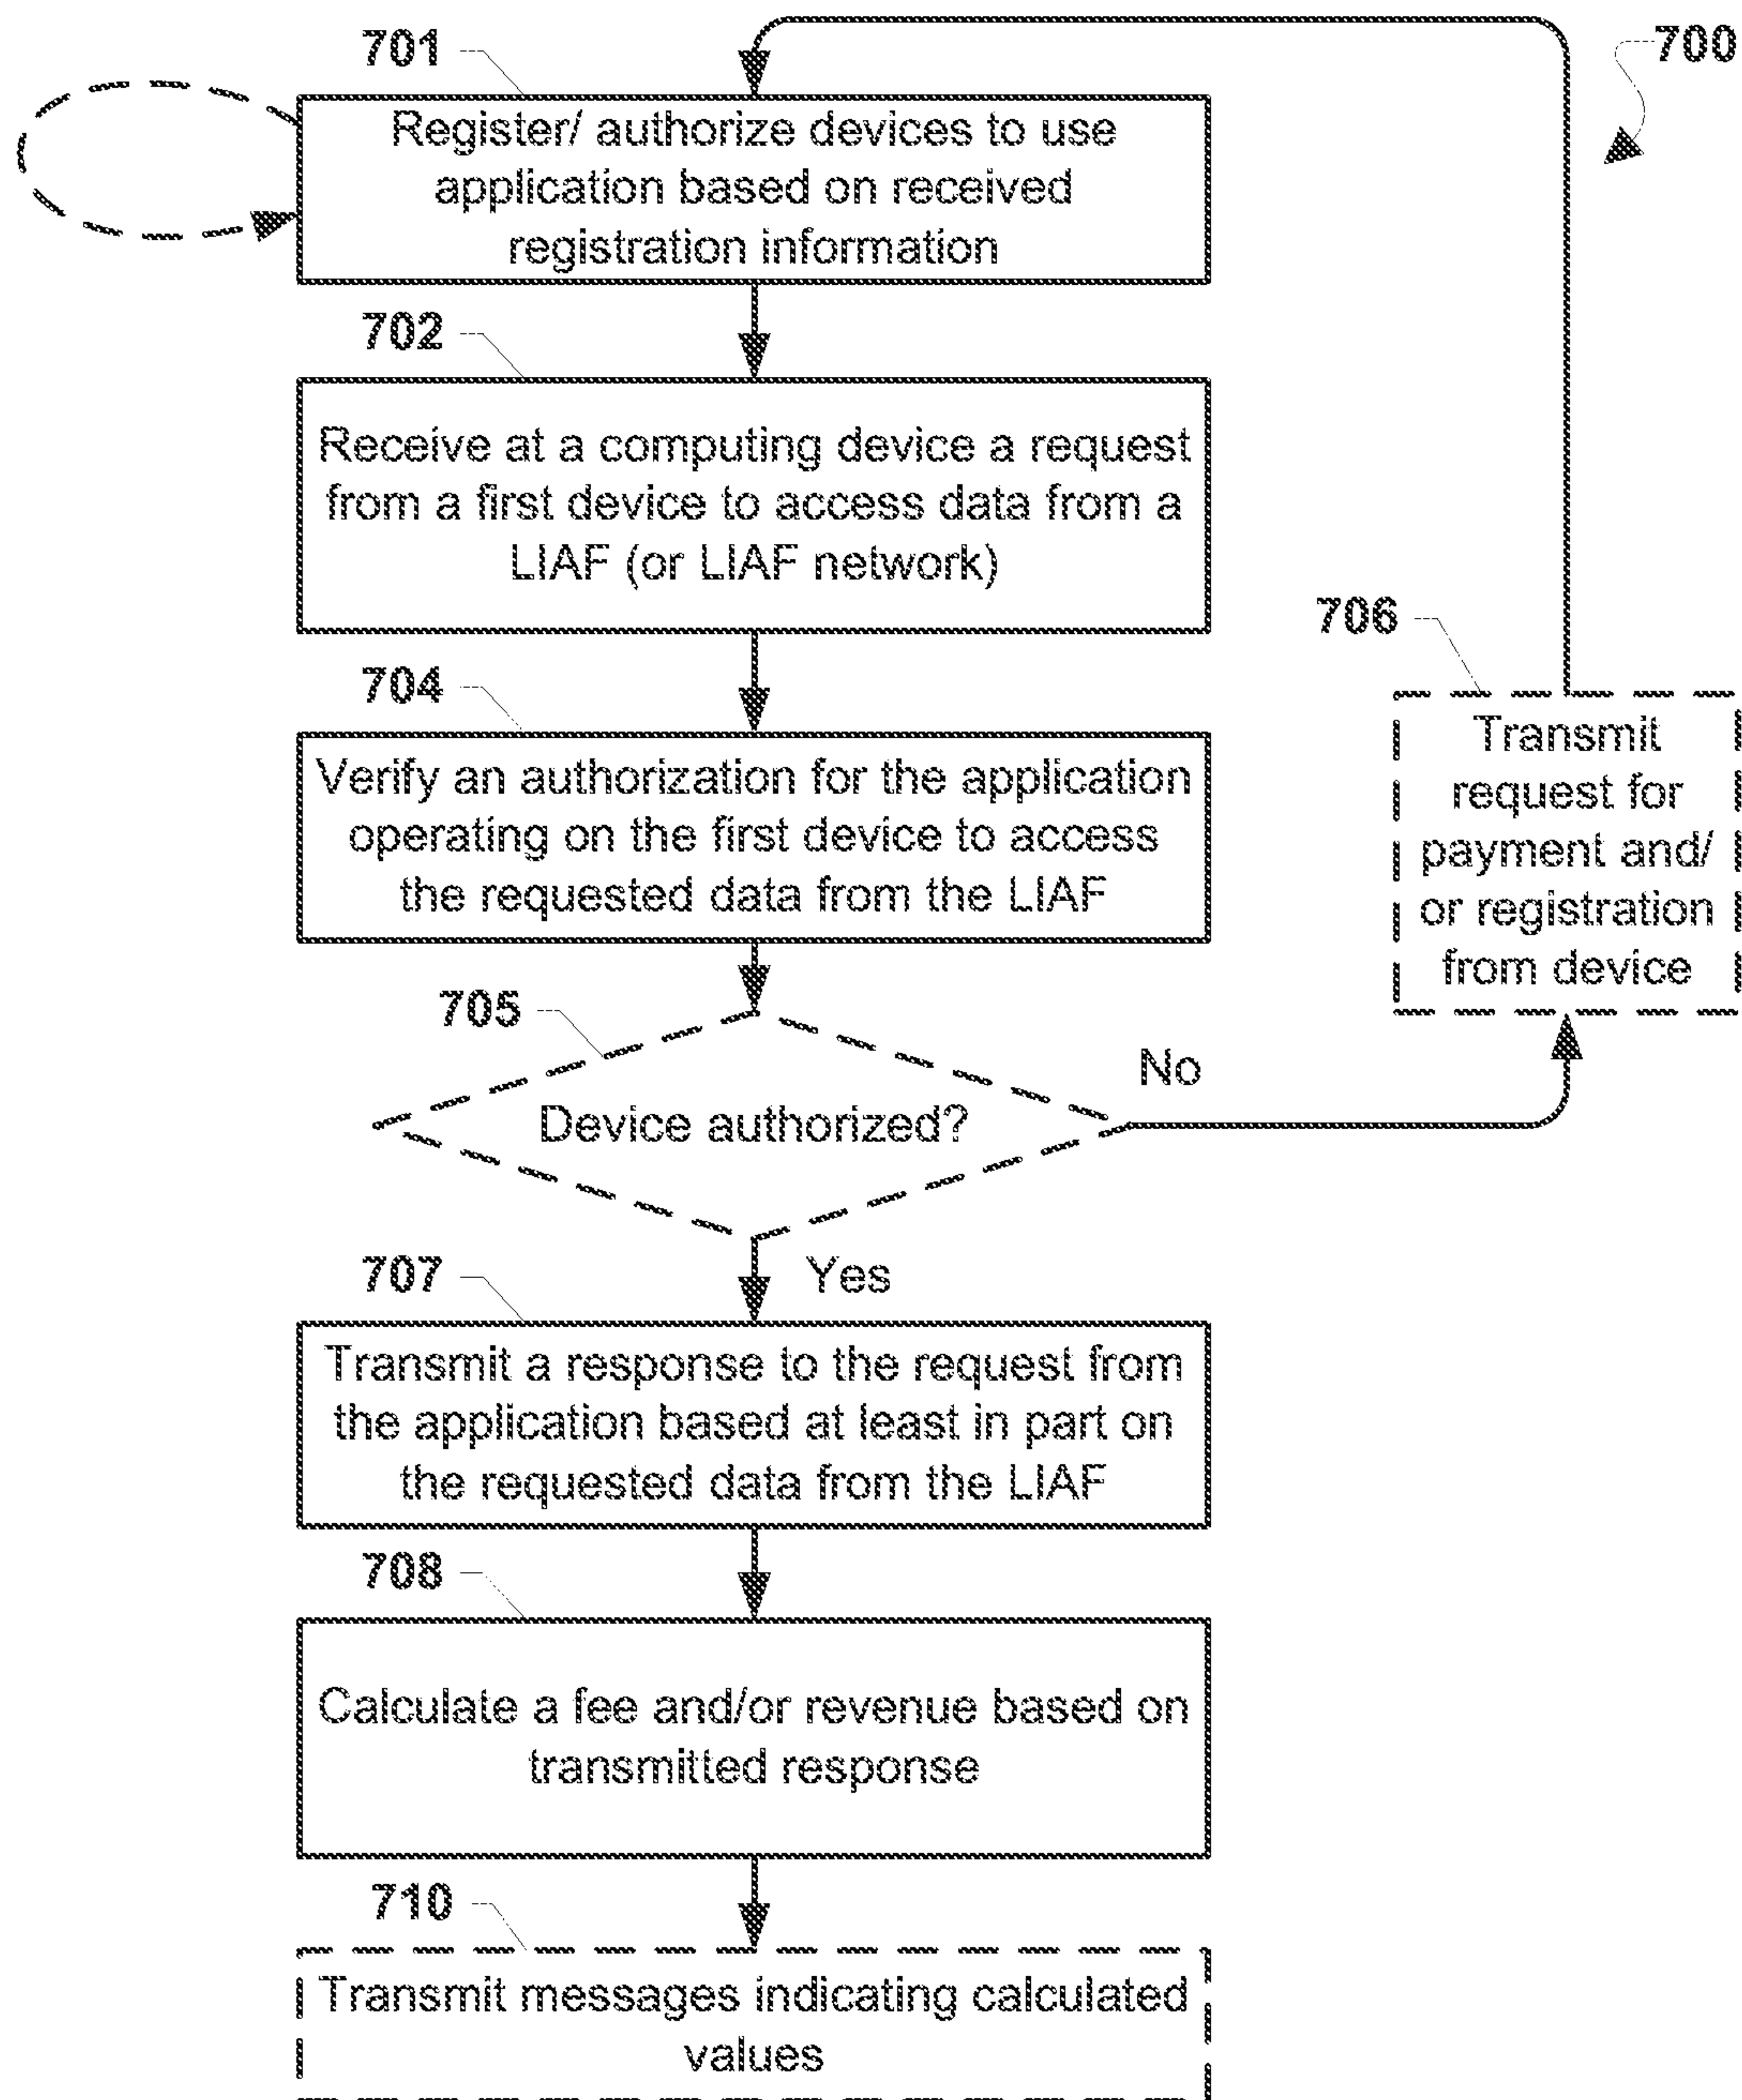 700
701
Register/ authorize devices to use
application based on received
registration information
702
Receive at a computing device a request
from a first device to access data from a
LIAF (or LIAF network)
704
Verify an authorization for the application
operating on the first device to access
the requested data from the LIAF
705
Device authorized?
No
706
Transmit
request for
payment and/
or registration
from device
Yes
707
Transmit a response to the request from
the application based at least in part on
the requested data from the LIAF
708
Calculate a fee and/or revenue based on
transmitted response
710
Transmit messages indicating calculated
values